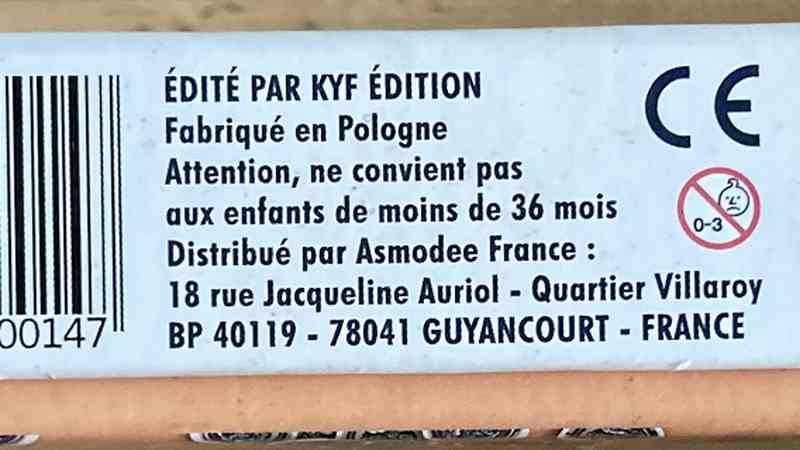 ÉDITÉ PAR KYF ÉDITION
Fabriqué en Pologne
Attention, ne convient pas
aux enfants de moins de 36 mois
Distribué par Asmodee France :
18 rue Jacqueline Auriol - Quartier Villaroy
BP 40119 - 78041 GUYANCOURT - FRANCE
00147
CE
0-3